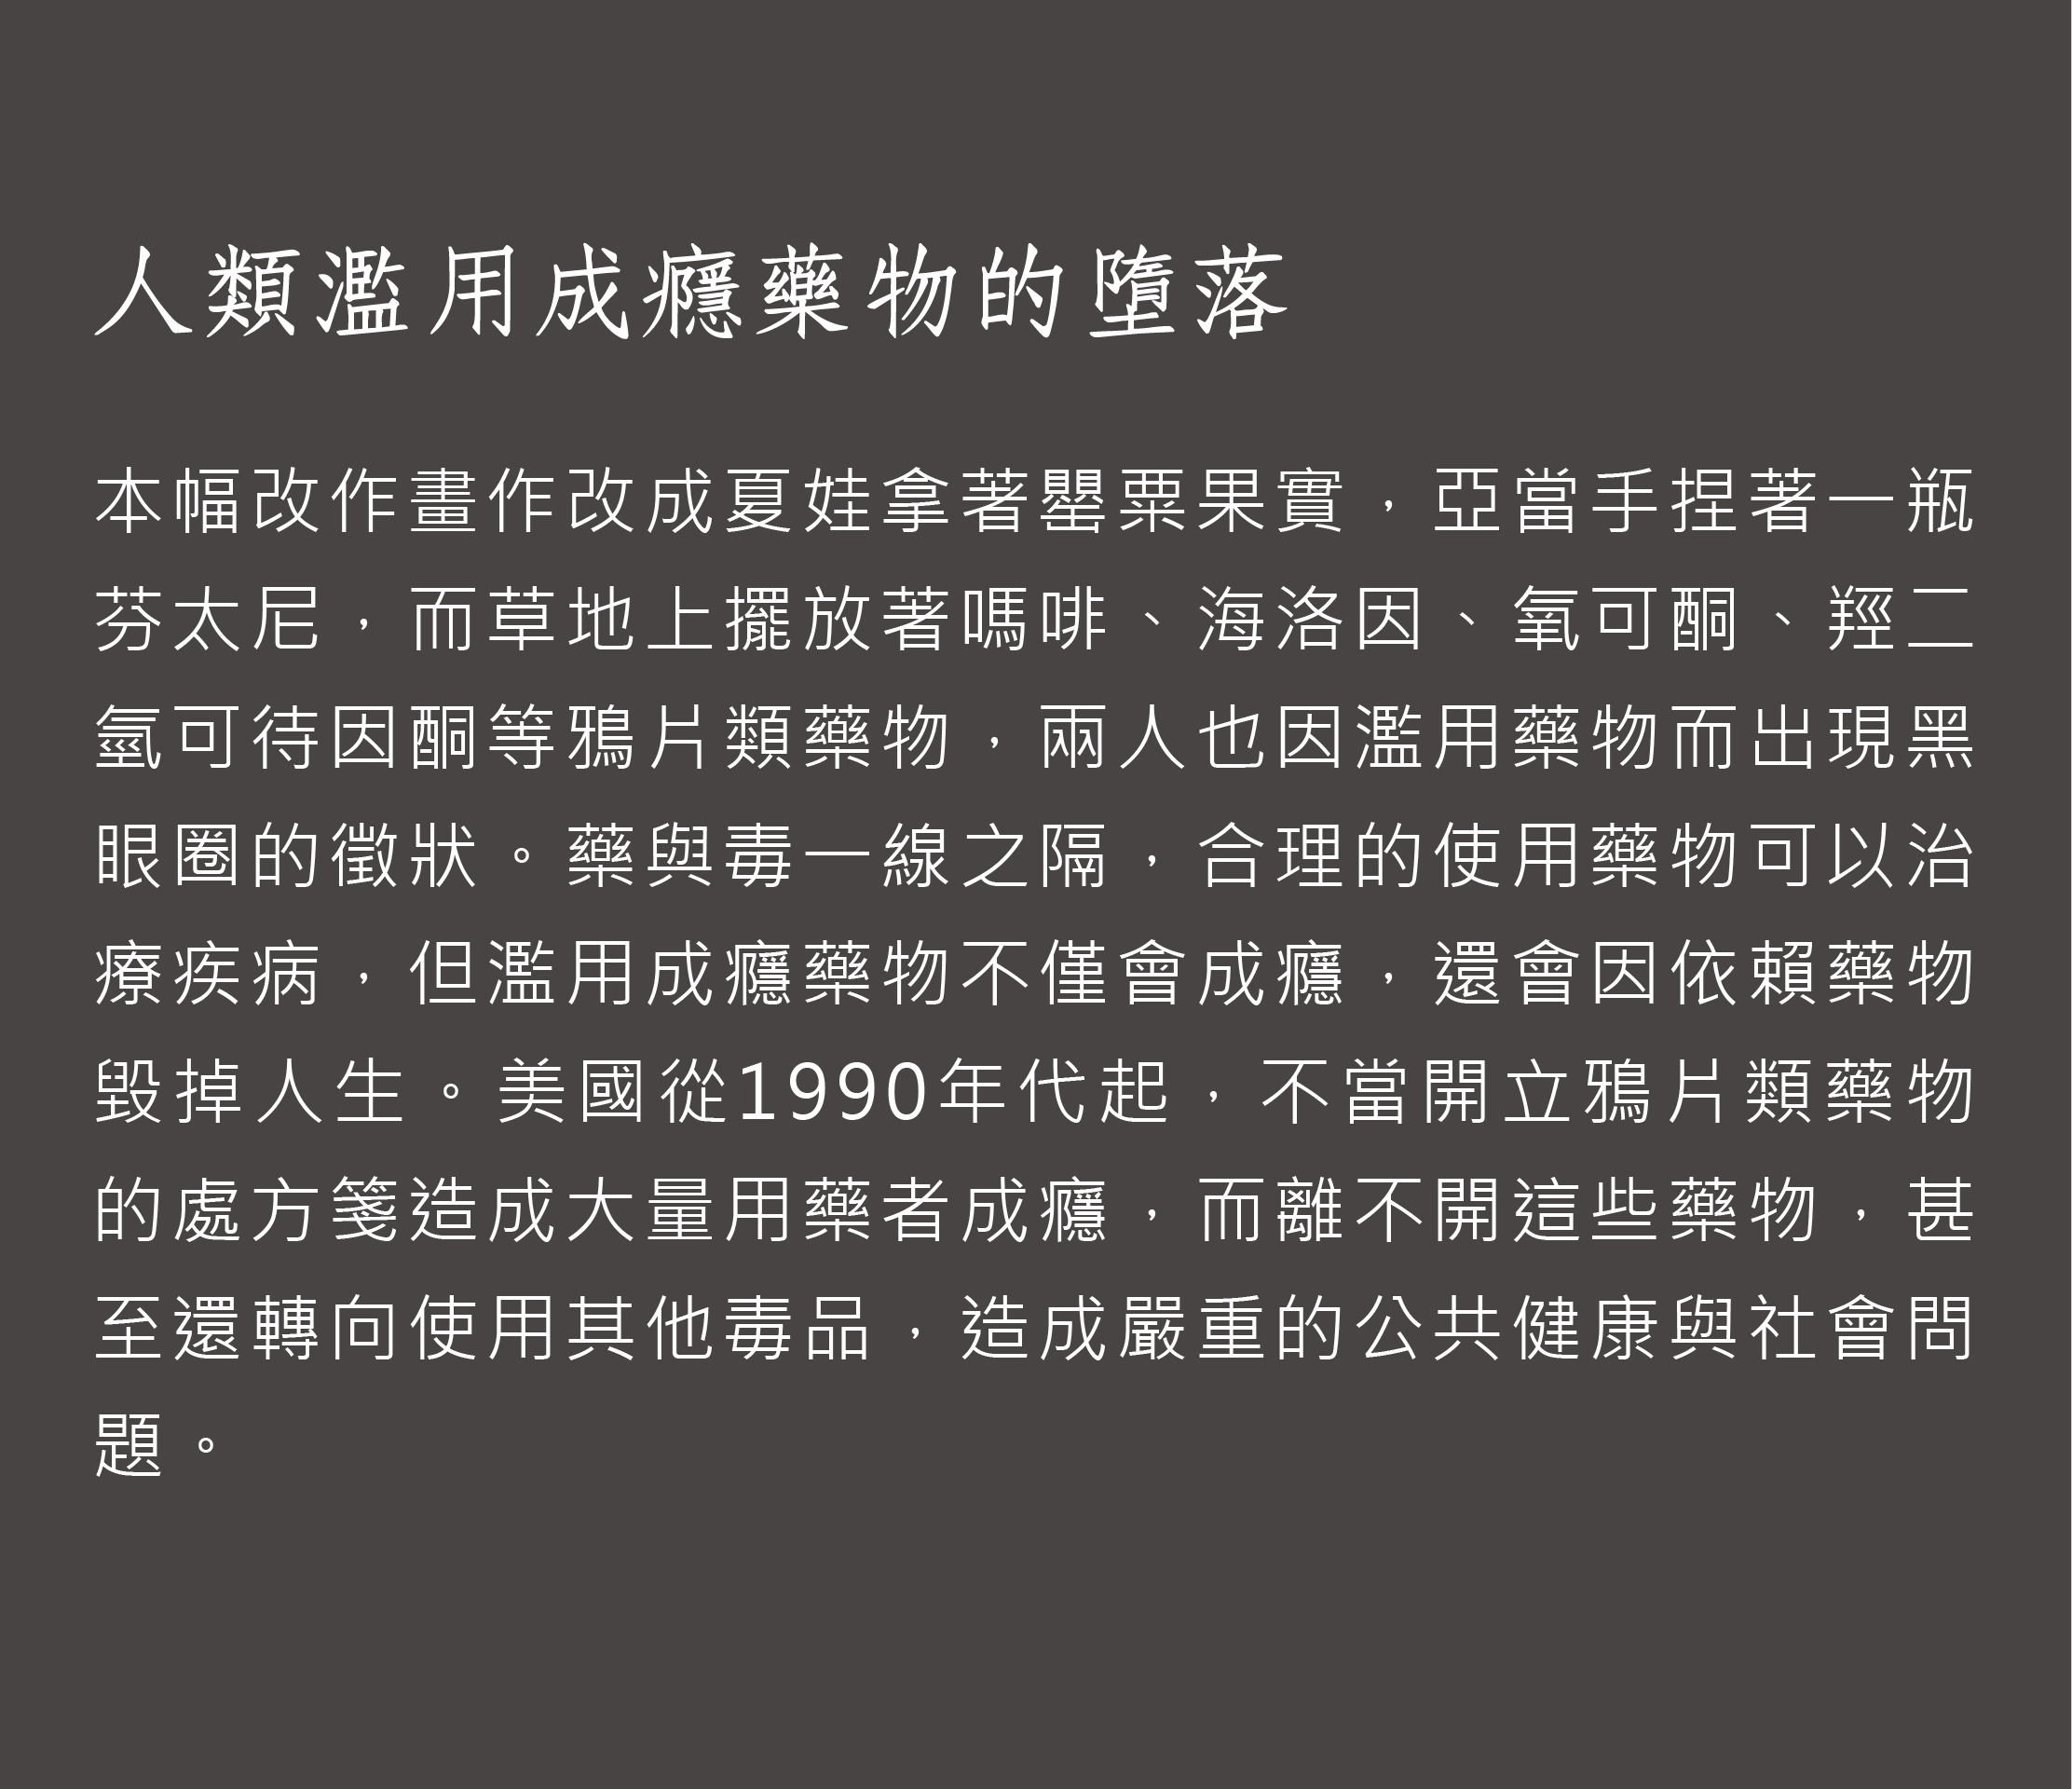 人類濫用成癮藥物的墮落
本幅改作畫作改成夏娃拿著罌粟果實，亞當手捏著一瓶
芬太尼，而草地上擺放著嗎啡、海洛因、氧可酮、羥二
氫可待因酮等鴉片類藥物，兩人也因濫用藥物而出現黑
眼圈的徵狀。藥與毒一線之隔，合理的使用藥物可以治
療疾病，但濫用成癮藥物不僅會成癮，還會因依賴藥物
毀掉人生。美國從1990年代起，不當開立鴉片類藥物
的處方箋造成大量用藥者成癮，而離不開這些藥物，甚
至還轉向使用其他毒品，造成嚴重的公共健康與社會問
題。